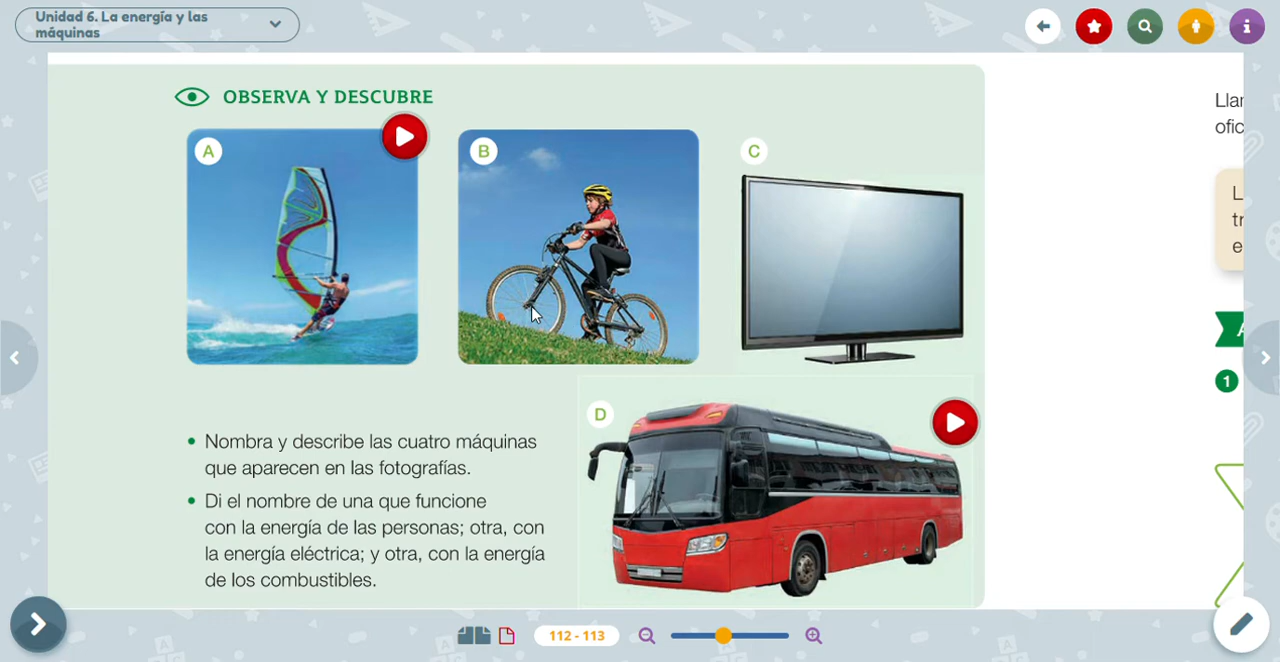 Unidad 6. La energía y las
máquinas
OBSERVA Y DESCUBRE
A
B
C
D
• Nombra y describe las cuatro máquinas
que aparecen en las fotografías.
• Di el nombre de una que funcione
con la energía de las personas; otra, con
la energía eléctrica; y otra, con la energía
de los combustibles.
ofic
L
e
1
112 - 113